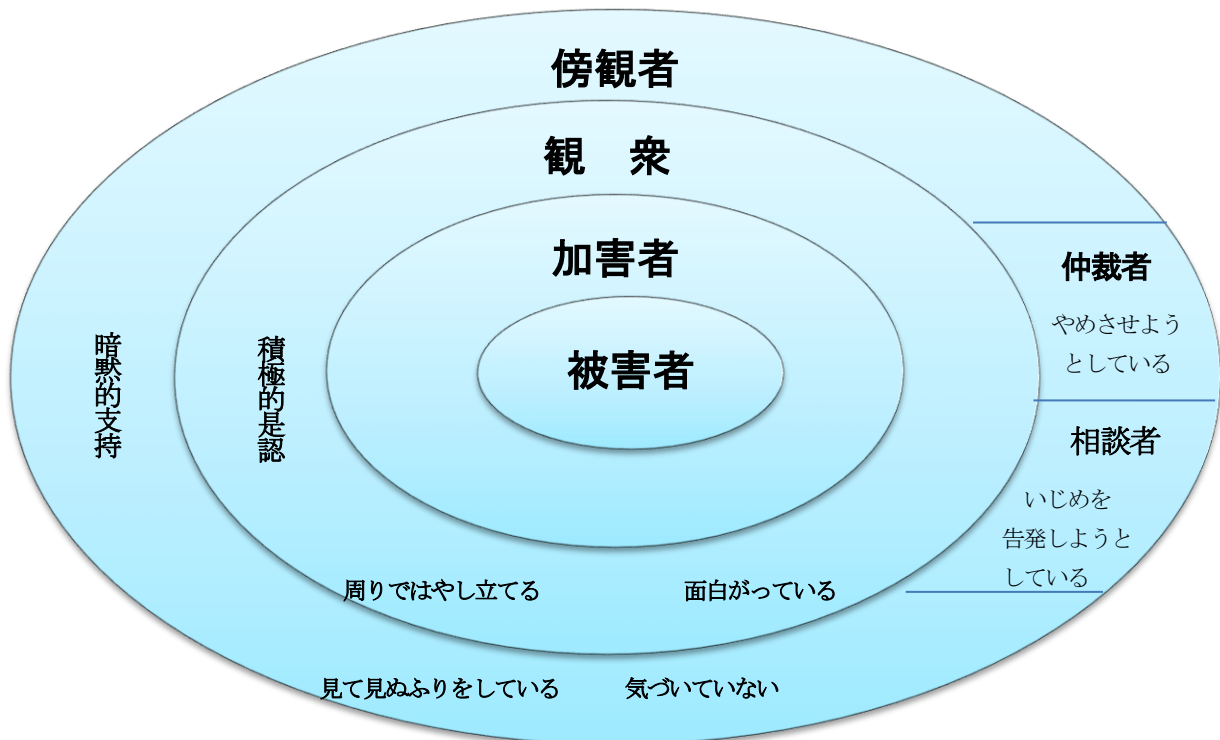 傍観者
観　衆
加害者
被害者
暗黙的支持
積極的是認
仲裁者
やめさせよう
としている
相談者
いじめを
告発しようと
している
周りではやし立てる
面白がっている
見て見ぬふりをしている
気づいていない